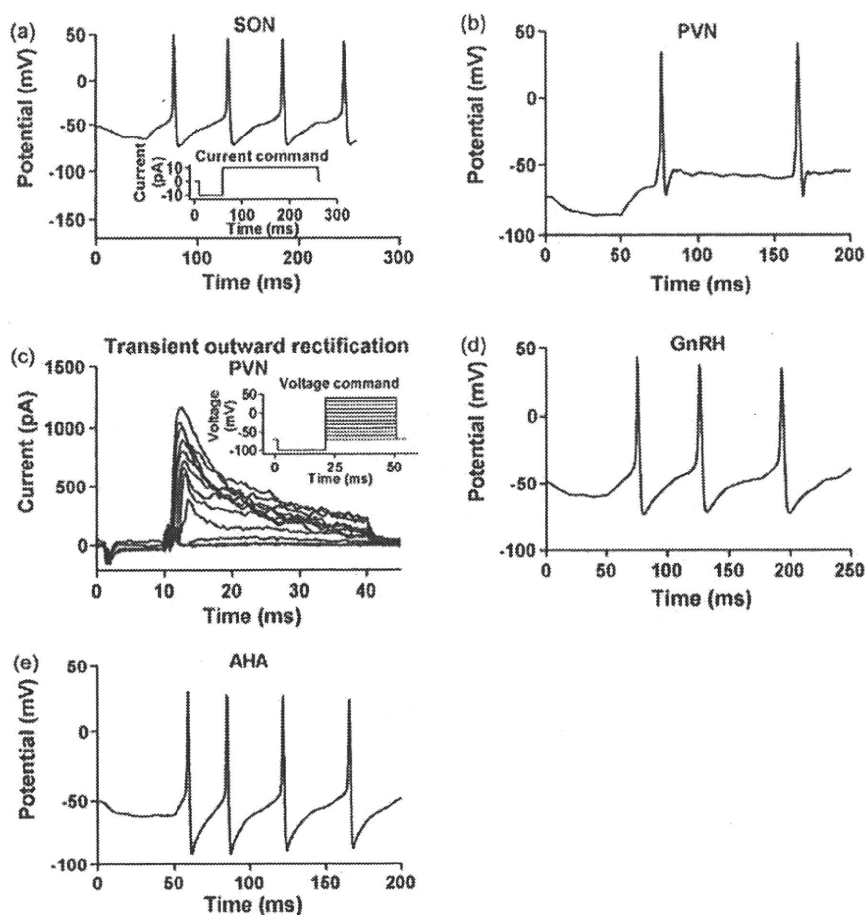 (a)
SON
Potential (mV)
50
0
-50
-100
-150
Current command
Current
(pA)
10
0
-10
0 100 200 300
Time (ms)
0 100 200 300
Time (ms)
(b)
PVN
Potential (mV)
50
0
-50
-100
0 50 100 150 200
Time (ms)
(c)
Transient outward rectification
PVN
Current (pA)
1500
1000
500
0
Voltage command
Voltage
(mV)
50
0
-50
-100
0 25 50
Time (ms)
0 10 20 30 40
Time (ms)
(d)
GnRH
Potential (mV)
50
0
-50
-100
0 50 100 150 200 250
Time (ms)
(e)
AHA
Potential (mV)
50
0
-50
-100
0 50 100 150 200
Time (ms)